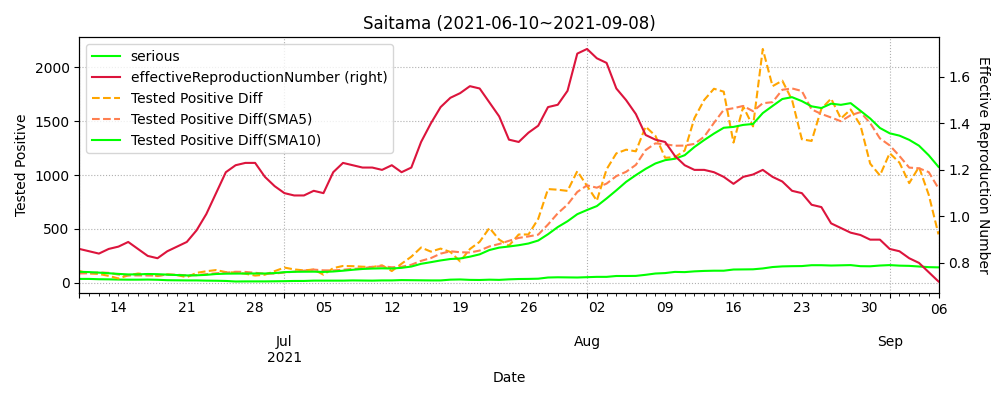 Saitama (2021-06-10~2021-09-08)
serious
effectiveReproductionNumber (right)
Tested Positive Diff
Tested Positive Diff(SMA5)
Tested Positive Diff(SMA10)
Tested Positive
2000
1500
1000
500
0
Effective Reproduction Number
1.6
1.4
1.2
1.0
0.8
14 21 28 05 12 19 26 02 09 16 23 30 06
Jul Aug Sep
2021
Date